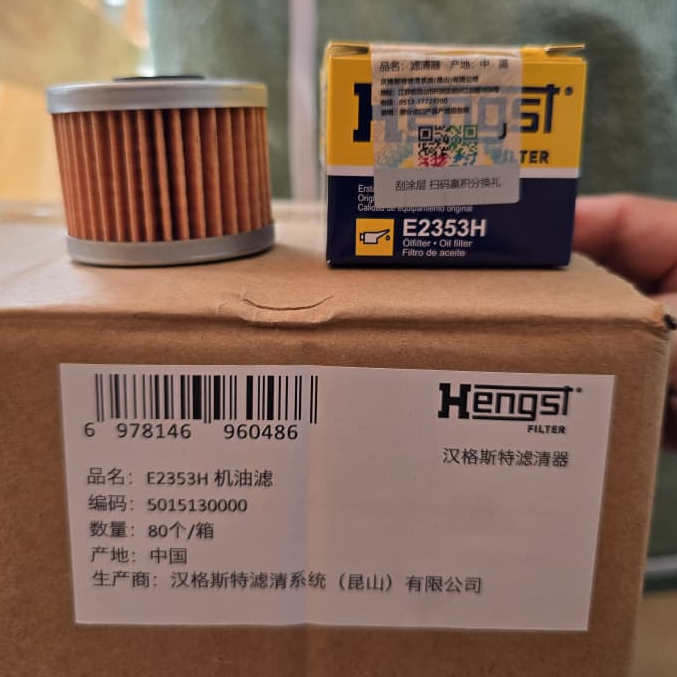 品名：滤清器 产地：中 国
Hengst
FILTER
刮涂层 扫码赢积分换礼
Calidad de equipamiento original
E2353H
Ölfilter • Oil filter
Filtro de aceite
6 978146 960486
Hengst
FILTER
汉格斯特滤清器
品名： E2353H 机油滤
编码： 5015130000
数量： 80个/箱
产地： 中国
生产商： 汉格斯特滤清系统（昆山）有限公司